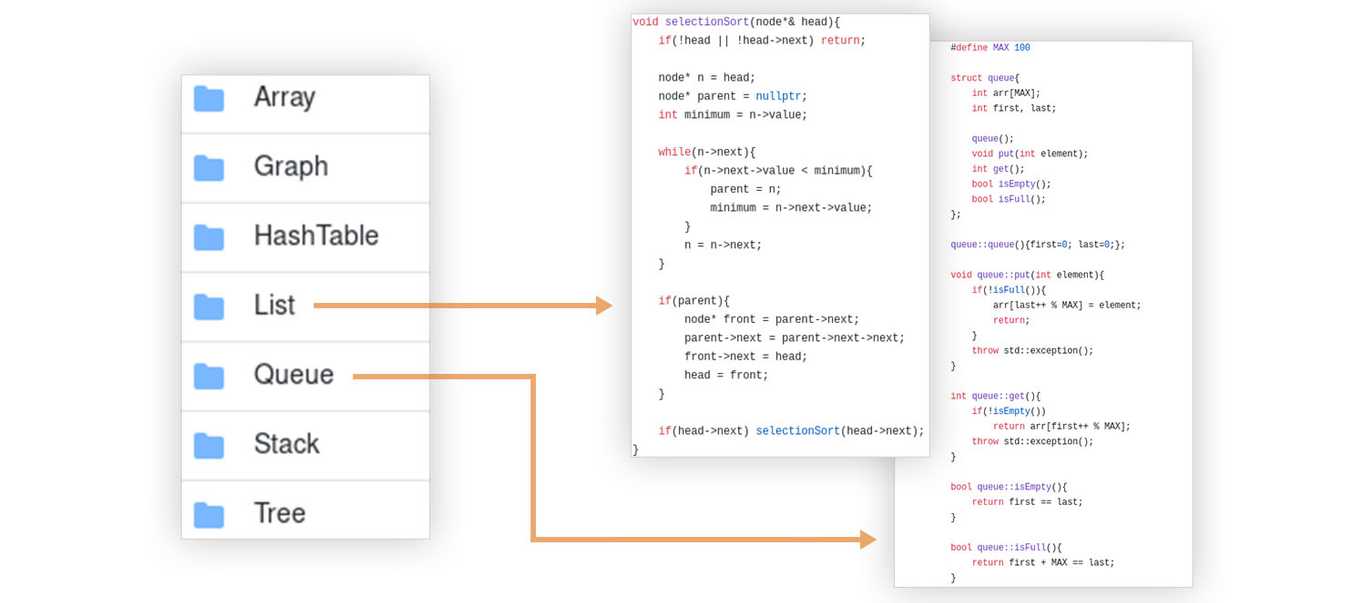 Array
Graph
HashTable
List
Queue
Stack
Tree
void selectionSort(node*& head){
    if(!head || !head->next) return;
    node* n = head;
    node* parent = nullptr;
    int minimum = n->value;
    while(n->next){
        if(n->next->value < minimum){
            parent = n;
            minimum = n->next->value;
        }
        n = n->next;
    }
    if(parent){
        node* front = parent->next;
        parent->next = parent->next->next;
        front->next = head;
        head = front;
    }
    if(head->next) selectionSort(head->next);
}
#define MAX 100
struct queue{
    int arr[MAX];
    int first, last;
    queue();
    void put(int element);
    int get();
    bool isEmpty();
    bool isFull();
};
queue::queue(){first=0; last=0;};
void queue::put(int element){
    if(!isFull()){
        arr[last++ % MAX] = element;
        return;
    }
    throw std::exception();
}
int queue::get(){
    if(!isEmpty())
        return arr[first++ % MAX];
    throw std::exception();
}
bool queue::isEmpty(){
    return first == last;
}
bool queue::isFull(){
    return first + MAX == last;
}